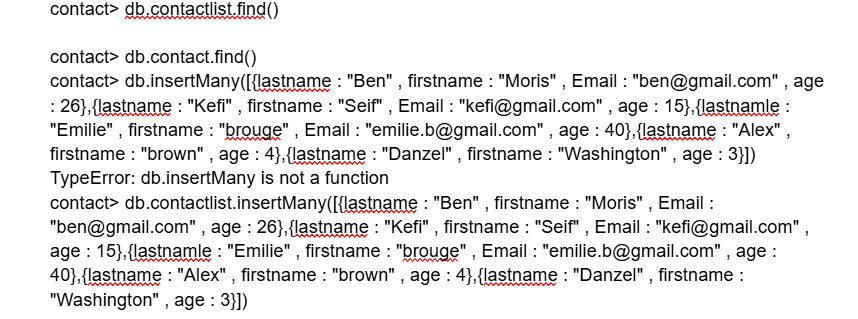 contact> db.contactlist.find()
contact> db.contact.find()
contact> db.insertMany([{lastname : "Ben" , firstname : "Moris" , Email : "ben@gmail.com" , age
: 26},{lastname : "Kefi" , firstname : "Seif" , Email : "kefi@gmail.com" , age : 15},{lastnamle :
"Emilie" , firstname : "brouge" , Email : "emilie.b@gmail.com" , age : 40},{lastname : "Alex" ,
firstname : "brown" , age : 4},{lastname : "Danzel" , firstname : "Washington" , age : 3}])
TypeError: db.insertMany is not a function
contact> db.contactlist.insertMany([{lastname : "Ben" , firstname : "Moris" , Email :
"ben@gmail.com" , age : 26},{lastname : "Kefi" , firstname : "Seif" , Email : "kefi@gmail.com" ,
age : 15},{lastnamle : "Emilie" , firstname : "brouge" , Email : "emilie.b@gmail.com" , age :
40},{lastname : "Alex" , firstname : "brown" , age : 4},{lastname : "Danzel" , firstname :
"Washington" , age : 3}])